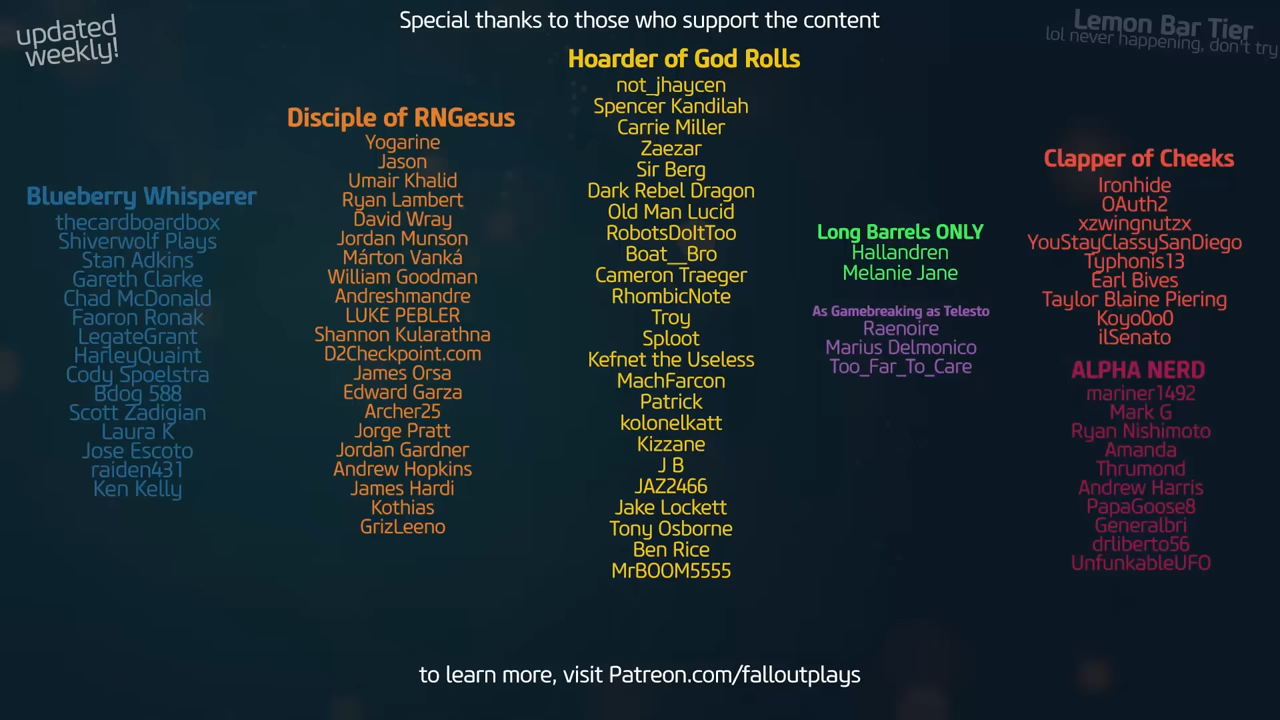 updated
weekly!
Special thanks to those who support the content
Lemon Bar Tier
lol never happening, don't try
Blueberry Whisperer
thecardboardbox
Shiverwolf Plays
Stan Adkins
Gareth Clarke
Chad McDonald
Faoron Ronak
LegateGrant
HarleyQuaint
Cody Spoelstra
Bdog 588
Scott Zadigian
Laura K
Jose Escoto
raiden431
Ken Kelly
Disciple of RNGesus
Yogarine
Jason
Umair Khalid
Ryan Lambert
David Wray
Jordan Munson
Márton Vanká
William Goodman
Andreshmandre
LUKE PEBLER
Shannon Kularathna
D2Checkpoint.com
James Orsa
Edward Garza
Archer25
Jorge Pratt
Jordan Gardner
Andrew Hopkins
James Hardi
Kothias
GrizLeeno
Hoarder of God Rolls
not_jhaycen
Spencer Kandilah
Carrie Miller
Zaezar
Sir Berg
Dark Rebel Dragon
Old Man Lucid
RobotsDoItToo
Boat__Bro
Cameron Traeger
RhombicNote
Troy
Sploot
Kefnet the Useless
MachFarcon
Patrick
kolonelkatt
Kizzane
J B
JAZ2466
Jake Lockett
Tony Osborne
Ben Rice
MrBOOM5555
Long Barrels ONLY
Hallandren
Melanie Jane
As Gamebreaking as Telesto
Raenoire
Marius Delmonico
Too_Far_To_Care
Clapper of Cheeks
Ironhide
OAuth2
xzwingnutzx
YouStayClassySanDiego
Typhonis13
Earl Bives
Taylor Blaine Piering
Koyo0o0
ilSenato
ALPHA NERD
mariner1492
Mark G
Ryan Nishimoto
Amanda
Thrumond
Andrew Harris
PapaGoose8
Generalbri
drliberto56
UnfunkableUFO
to learn more, visit Patreon.com/falloutplays